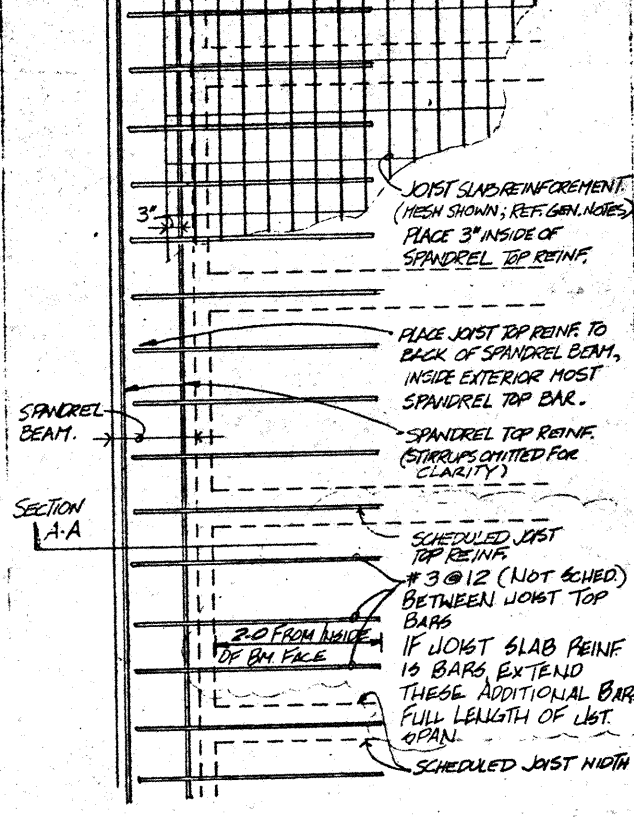 JOIST SLAB REINFOREMENT.
(MESH SHOWN; REF. GEN. NOTES)
PLACE 3" INSIDE OF
SPANDREL TOP REINF.
3"
PLACE JOIST TOP REINF. TO
BACK OF SPANDREL BEAM,
INSIDE EXTERIOR MOST
SPANDREL TOP BAR.
SPANDREL
BEAM.
SPANDREL TOP REINF.
(STIRRUPS OMITTED FOR
CLARITY)
SECTION
A-A
SCHEDULED JOIST
TOP REINF.
#3@12 (NOT SCHED.)
BETWEEN JOIST TOP
BARS
2-0 FROM INSIDE
OF BM. FACE
IF JOIST SLAB REINF
IS BARS, EXTEND
THESE ADDITIONAL BAR
FULL LENGTH OF JST.
SPAN.
SCHEDULED JOIST WIDTH